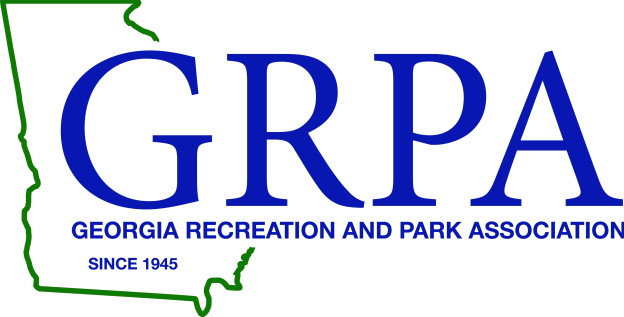 GRPA
GEORGIA RECREATION AND PARK ASSOCIATION
SINCE 1945